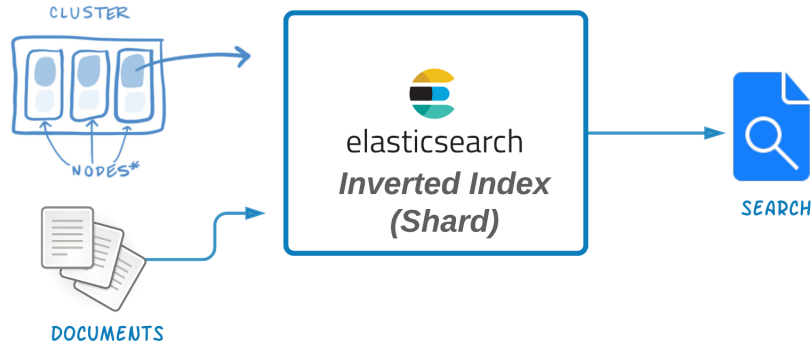 CLUSTER
NODES*
elasticsearch
Inverted Index
(Shard)
SEARCH
DOCUMENTS